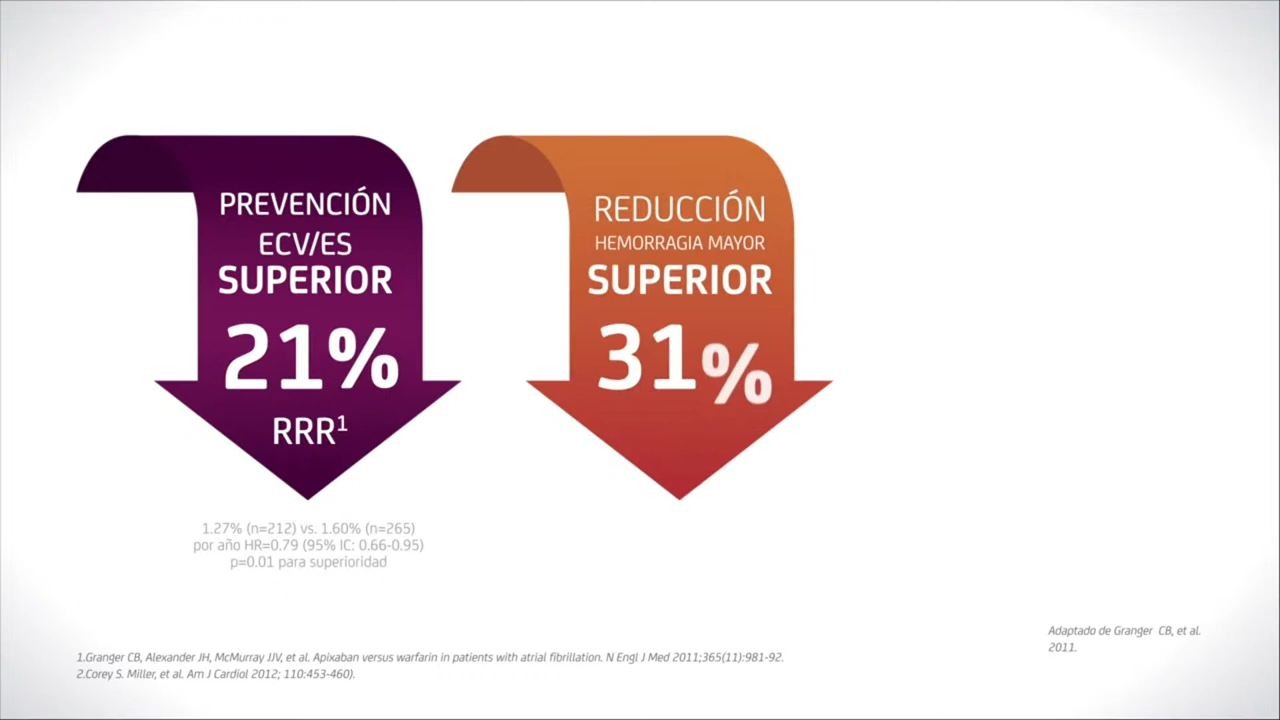 PREVENCIÓN
ECV/ES
SUPERIOR
21%
RRR¹
REDUCCIÓN
HEMORRAGIA MAYOR
SUPERIOR
31%
1.27% (n=212) vs. 1.60% (n=265)
por año HR=0.79 (95% IC: 0.66-0.95)
p=0.01 para superioridad
Adaptado de Granger CB, et al.
2011.
1.Granger CB, Alexander JH, McMurray JJV, et al. Apixaban versus warfarin in patients with atrial fibrillation. N Engl J Med 2011;365(11):981-92.
2.Corey S. Miller, et al. Am J Cardiol 2012; 110:453-460).